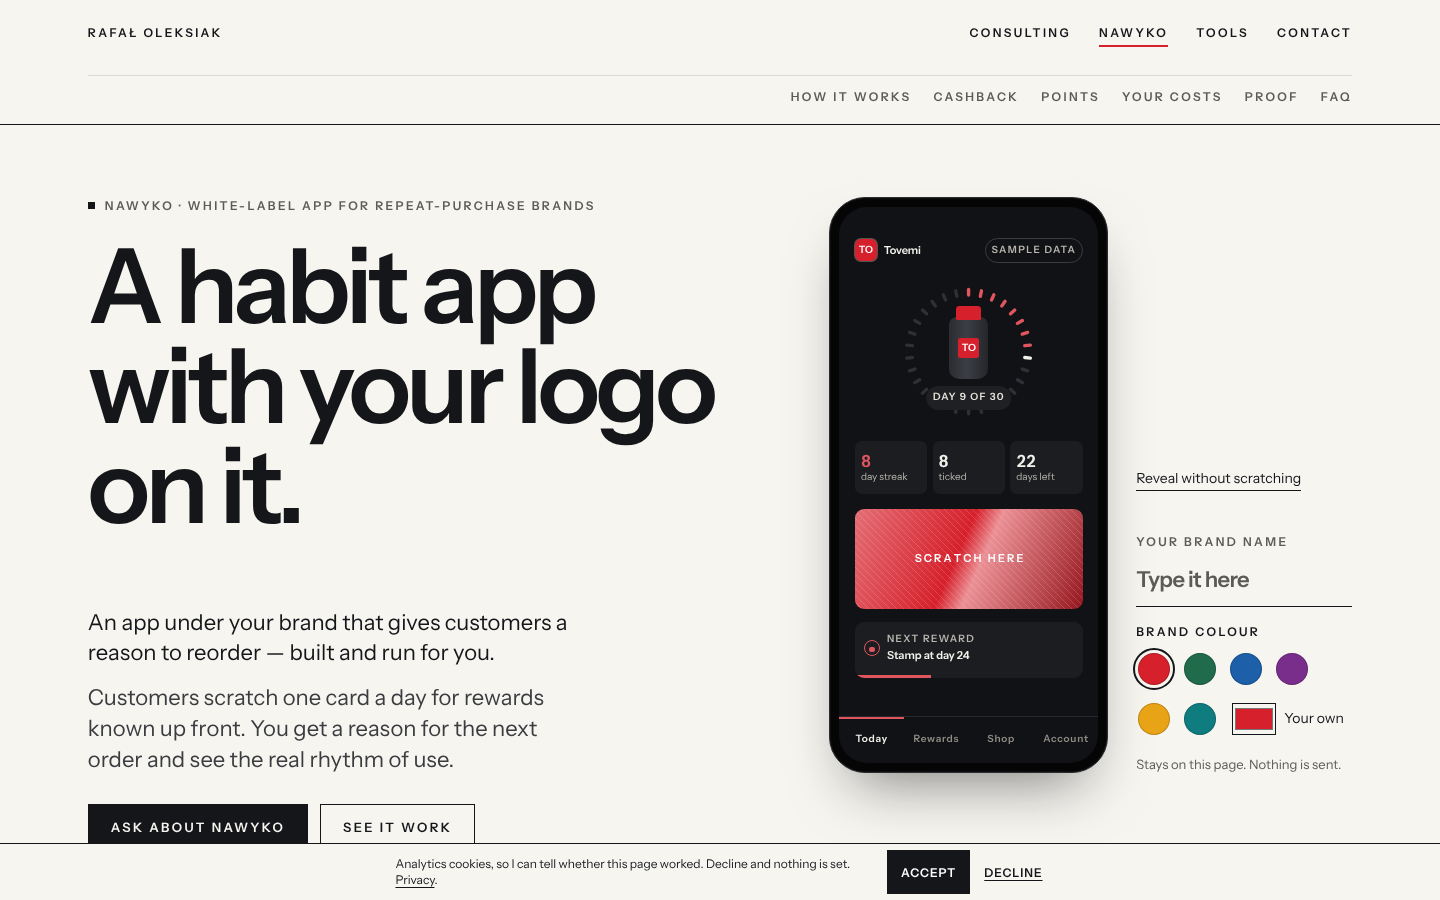 RAFAŁ OLEKSIAK
CONSULTING NAWYKO TOOLS CONTACT
HOW IT WORKS CASHBACK POINTS YOUR COSTS PROOF FAQ
NAWYKO · WHITE-LABEL APP FOR REPEAT-PURCHASE BRANDS
A habit app
with your logo
on it.
An app under your brand that gives customers a
reason to reorder — built and run for you.
Customers scratch one card a day for rewards
known up front. You get a reason for the next
order and see the real rhythm of use.
ASK ABOUT NAWYKO SEE IT WORK
TO Tovemi SAMPLE DATA
TO
DAY 9 OF 30
8 8 22
day streak ticked days left
SCRATCH HERE
NEXT REWARD
Stamp at day 24
Today Rewards Shop Account
Reveal without scratching
YOUR BRAND NAME
Type it here
BRAND COLOUR
Your own
Stays on this page. Nothing is sent.
Analytics cookies, so I can tell whether this page worked. Decline and nothing is set.
Privacy.
ACCEPT DECLINE